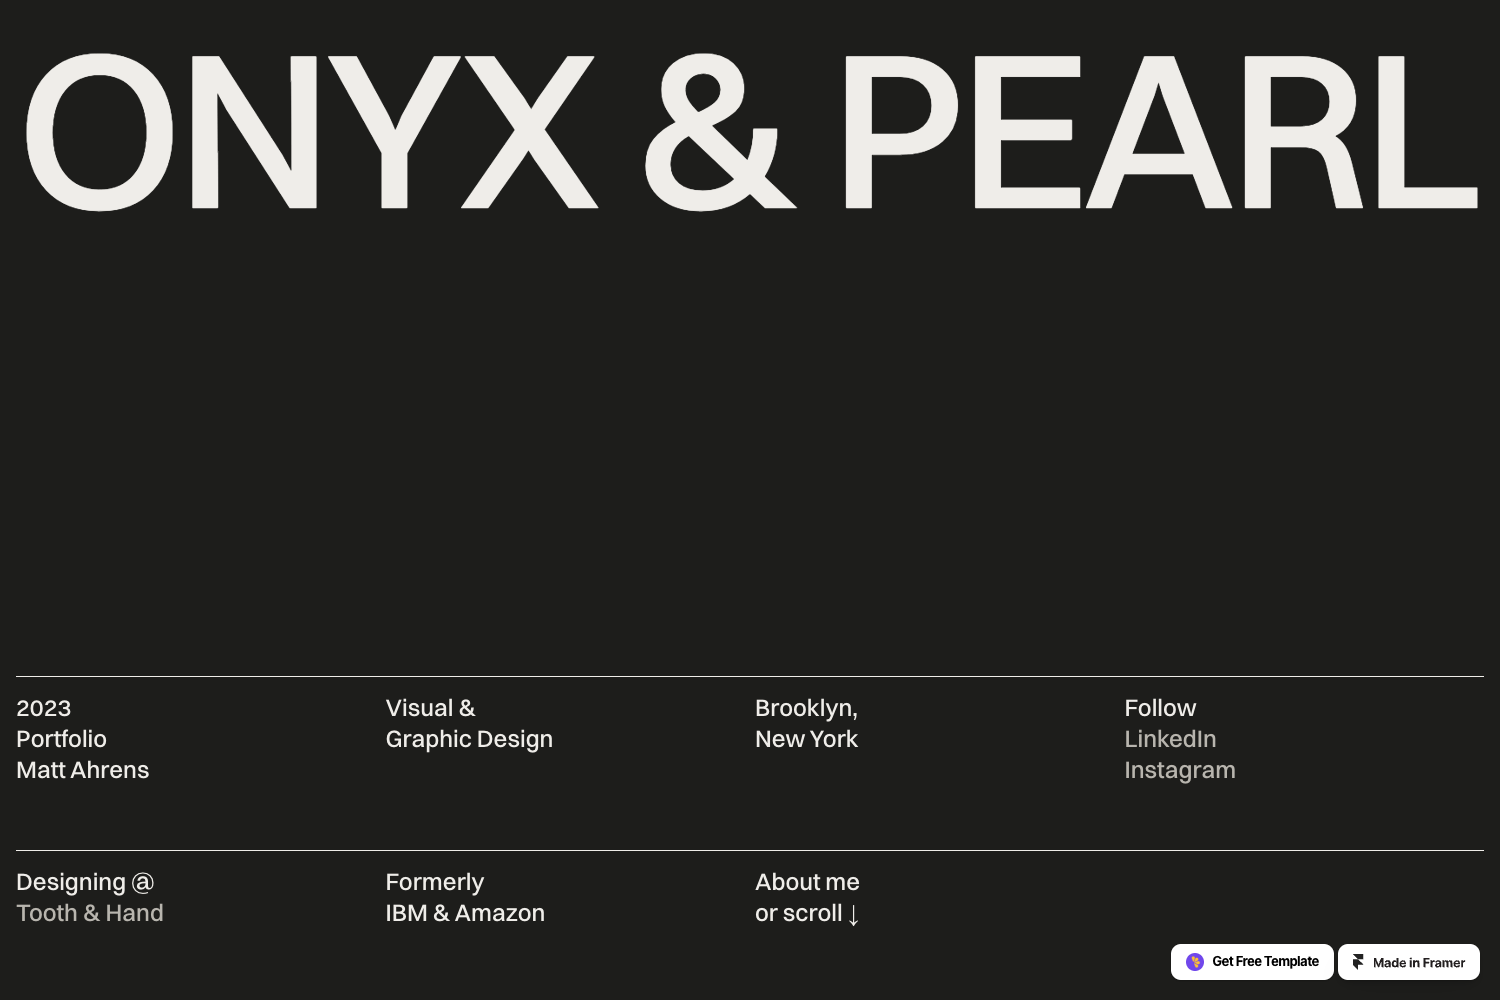 ONYX & PEARL
2023
Portfolio
Matt Ahrens
Visual &
Graphic Design
Brooklyn,
New York
Follow
LinkedIn
Instagram
Designing @
Tooth & Hand
Formerly
IBM & Amazon
About me
or scroll ↓
Get Free Template
Made in Framer